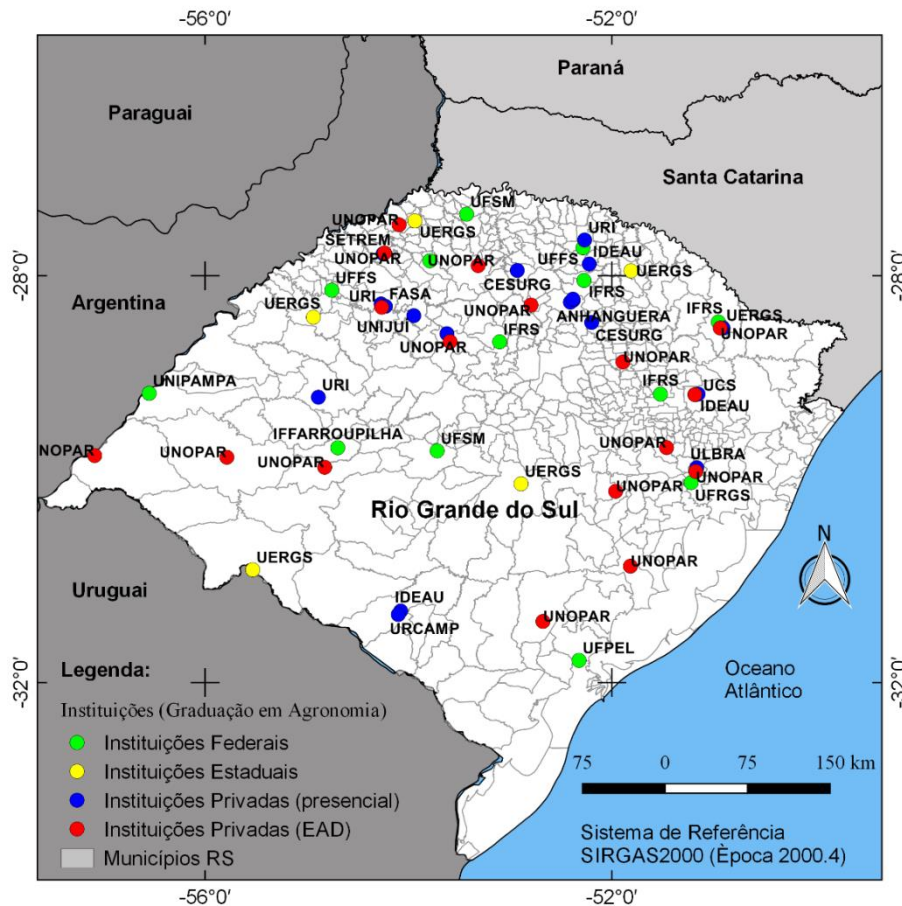 -56°0'
-52°0'
Paraná
Paraguai
Santa Catarina
UFSM
UNOPAR
UERGS
URI
SETREM
UNOPAR
UNOPAR
UFFS
IDEAU
-28°0'
UFFS
CESURG
UERGS
-28°0'
Argentina
UERGS
URI
FASA
UNOPAR
IFRS
ANHANGUERA
IFRS
UERGS
UNIJUI
UNOPAR
IFRS
CESURG
UNOPAR
UNOPAR
UNIPAMPA
URI
IFRS
UCS
IDEAU
IFFARROUPILHA
UFSM
UNOPAR
UNOPAR
UNOPAR
UNOPAR
ULBRA
UNOPAR
UERGS
UNOPAR
UFRGS
Rio Grande do Sul
N
UERGS
UNOPAR
Uruguai
IDEAU
URCAMP
UNOPAR
UFPEL
Legenda:
Oceano
Atlântico
-32°0'
Instituições (Graduação em Agronomia)
Instituições Federais
Instituições Estaduais
Instituições Privadas (presencial)
Instituições Privadas (EAD)
Municípios RS
75 0 75 150 km
Sistema de Referência
SIRGAS2000 (Època 2000.4)
-56°0'
-52°0'